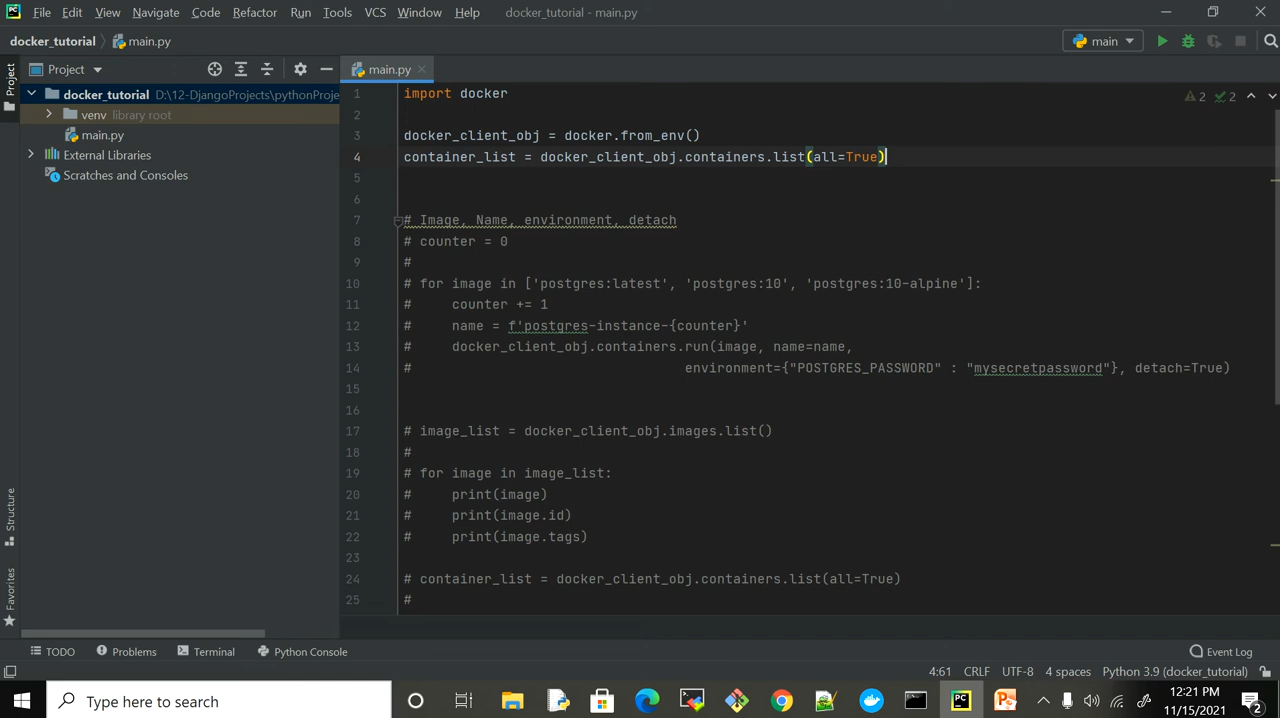 File Edit View Navigate Code Refactor Run Tools VCS Window Help docker_tutorial - main.py
docker_tutorial main.py main
Project main.py
Project
docker_tutorial D:\12-DjangoProjects\pythonProje
venv library root
main.py
External Libraries
Scratches and Consoles
2 2
1 import docker
2
3 docker_client_obj = docker.from_env()
4 container_list = docker_client_obj.containers.list(all=True)
5
6
7 # Image, Name, environment, detach
8 # counter = 0
9 #
10 # for image in ['postgres:latest', 'postgres:10', 'postgres:10-alpine']:
11 #     counter += 1
12 #     name = f'postgres-instance-{counter}'
13 #     docker_client_obj.containers.run(image, name=name,
14 #                                  environment={"POSTGRES_PASSWORD" : "mysecretpassword"}, detach=True)
15
16
17 # image_list = docker_client_obj.images.list()
18 #
19 # for image in image_list:
20 #     print(image)
21 #     print(image.id)
22 #     print(image.tags)
23
24 # container_list = docker_client_obj.containers.list(all=True)
25 #
Structure
Favorites
TODO Problems Terminal Python Console Event Log
4:61 CRLF UTF-8 4 spaces Python 3.9 (docker_tutorial)
Type here to search
12:21 PM
11/15/2021
2